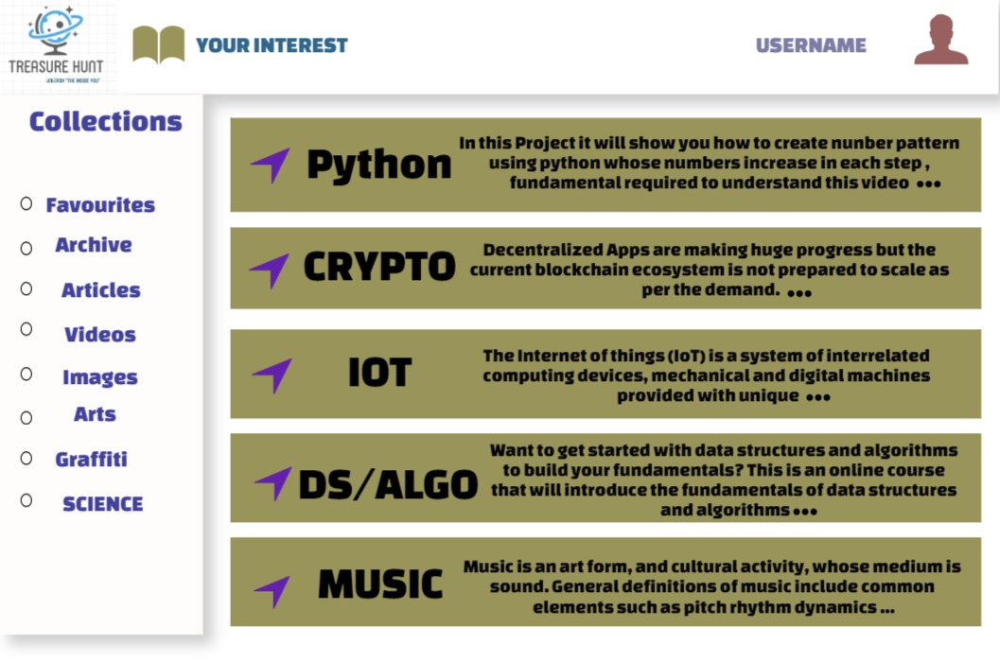 TREASURE HUNT
UNLEASH "THE INSIDE YOU"
YOUR INTEREST
USERNAME
Collections
Favourites
Archive
Articles
Videos
Images
Arts
Graffiti
SCIENCE
Python
In this Project it will show you how to create nunber pattern
using python whose numbers increase in each step ,
fundamental required to understand this video •••
CRYPTO
Decentralized Apps are making huge progress but the
current blockchain ecosystem is not prepared to scale as
per the demand. •••
IOT
The Internet of things (IoT) is a system of interrelated
computing devices, mechanical and digital machines
provided with unique •••
DS/ALGO
Want to get started with data structures and algorithms
to build your fundamentals? This is an online course
that will introduce the fundamentals of data structures
and algorithms •••
MUSIC
Music is an art form, and cultural activity, whose medium is
sound. General definitions of music include common
elements such as pitch rhythm dynamics ...